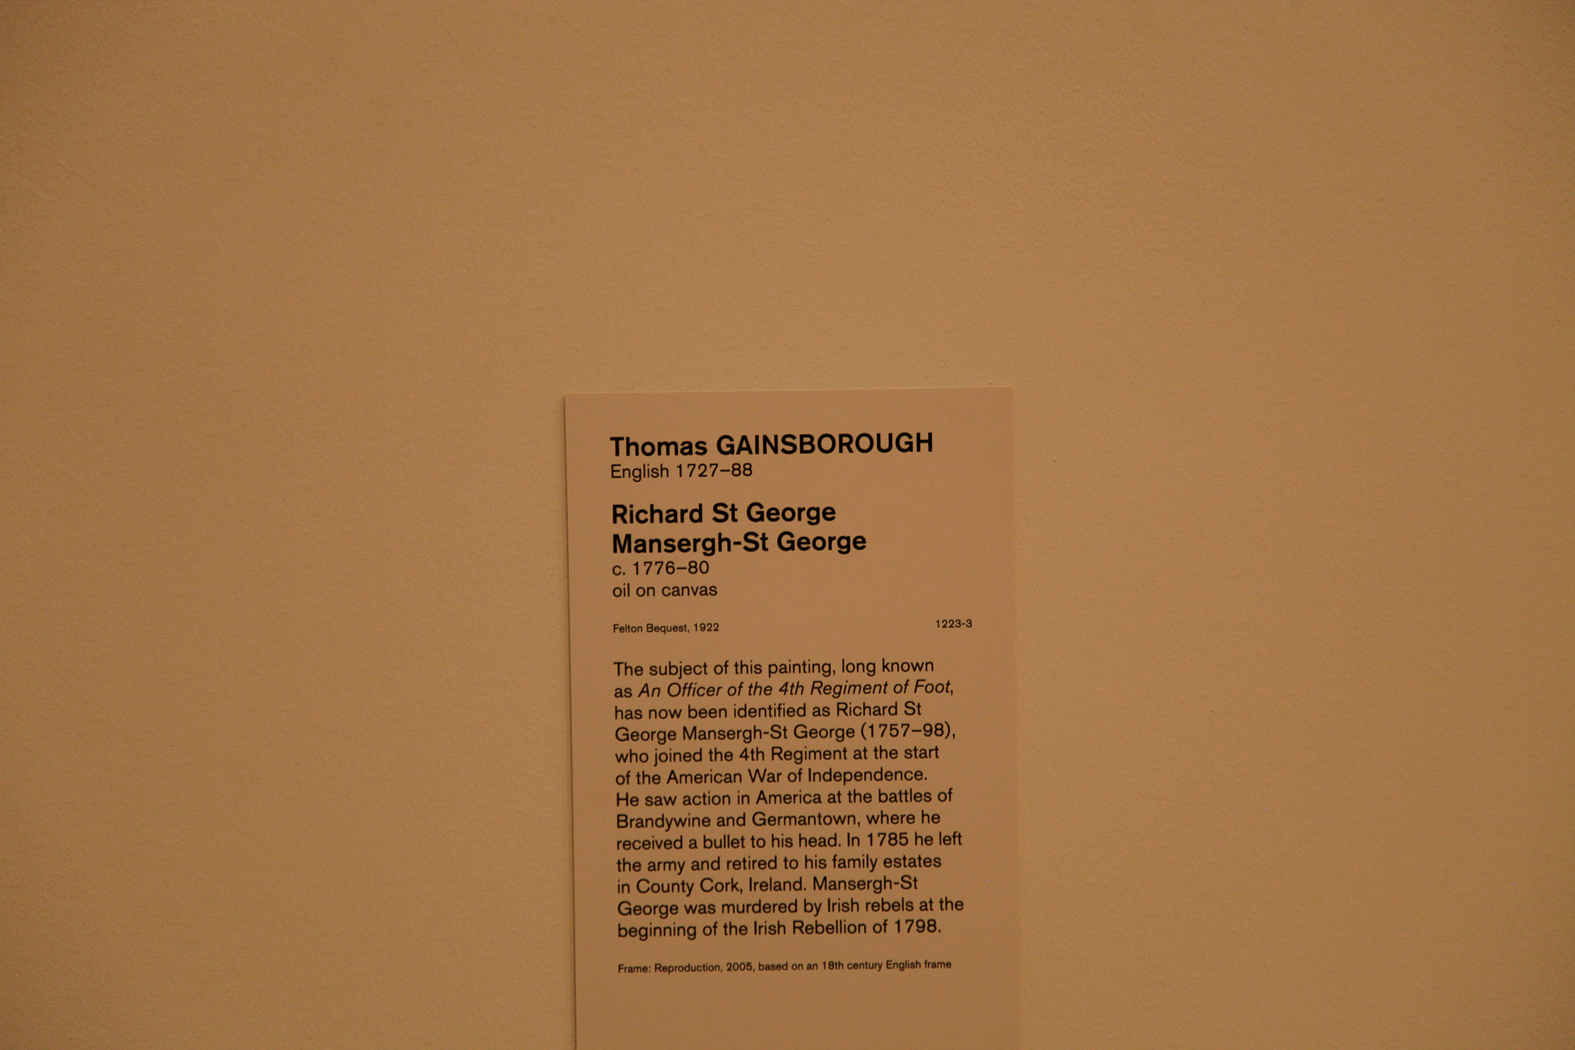 Thomas GAINSBOROUGH
English 1727–88
Richard St George
Mansergh-St George
c. 1776–80
oil on canvas
Felton Bequest, 1922 1223-3
The subject of this painting, long known
as An Officer of the 4th Regiment of Foot,
has now been identified as Richard St
George Mansergh-St George (1757–98),
who joined the 4th Regiment at the start
of the American War of Independence.
He saw action in America at the battles of
Brandywine and Germantown, where he
received a bullet to his head. In 1785 he left
the army and retired to his family estates
in County Cork, Ireland. Mansergh-St
George was murdered by Irish rebels at the
beginning of the Irish Rebellion of 1798.
Frame: Reproduction, 2005, based on an 18th century English frame